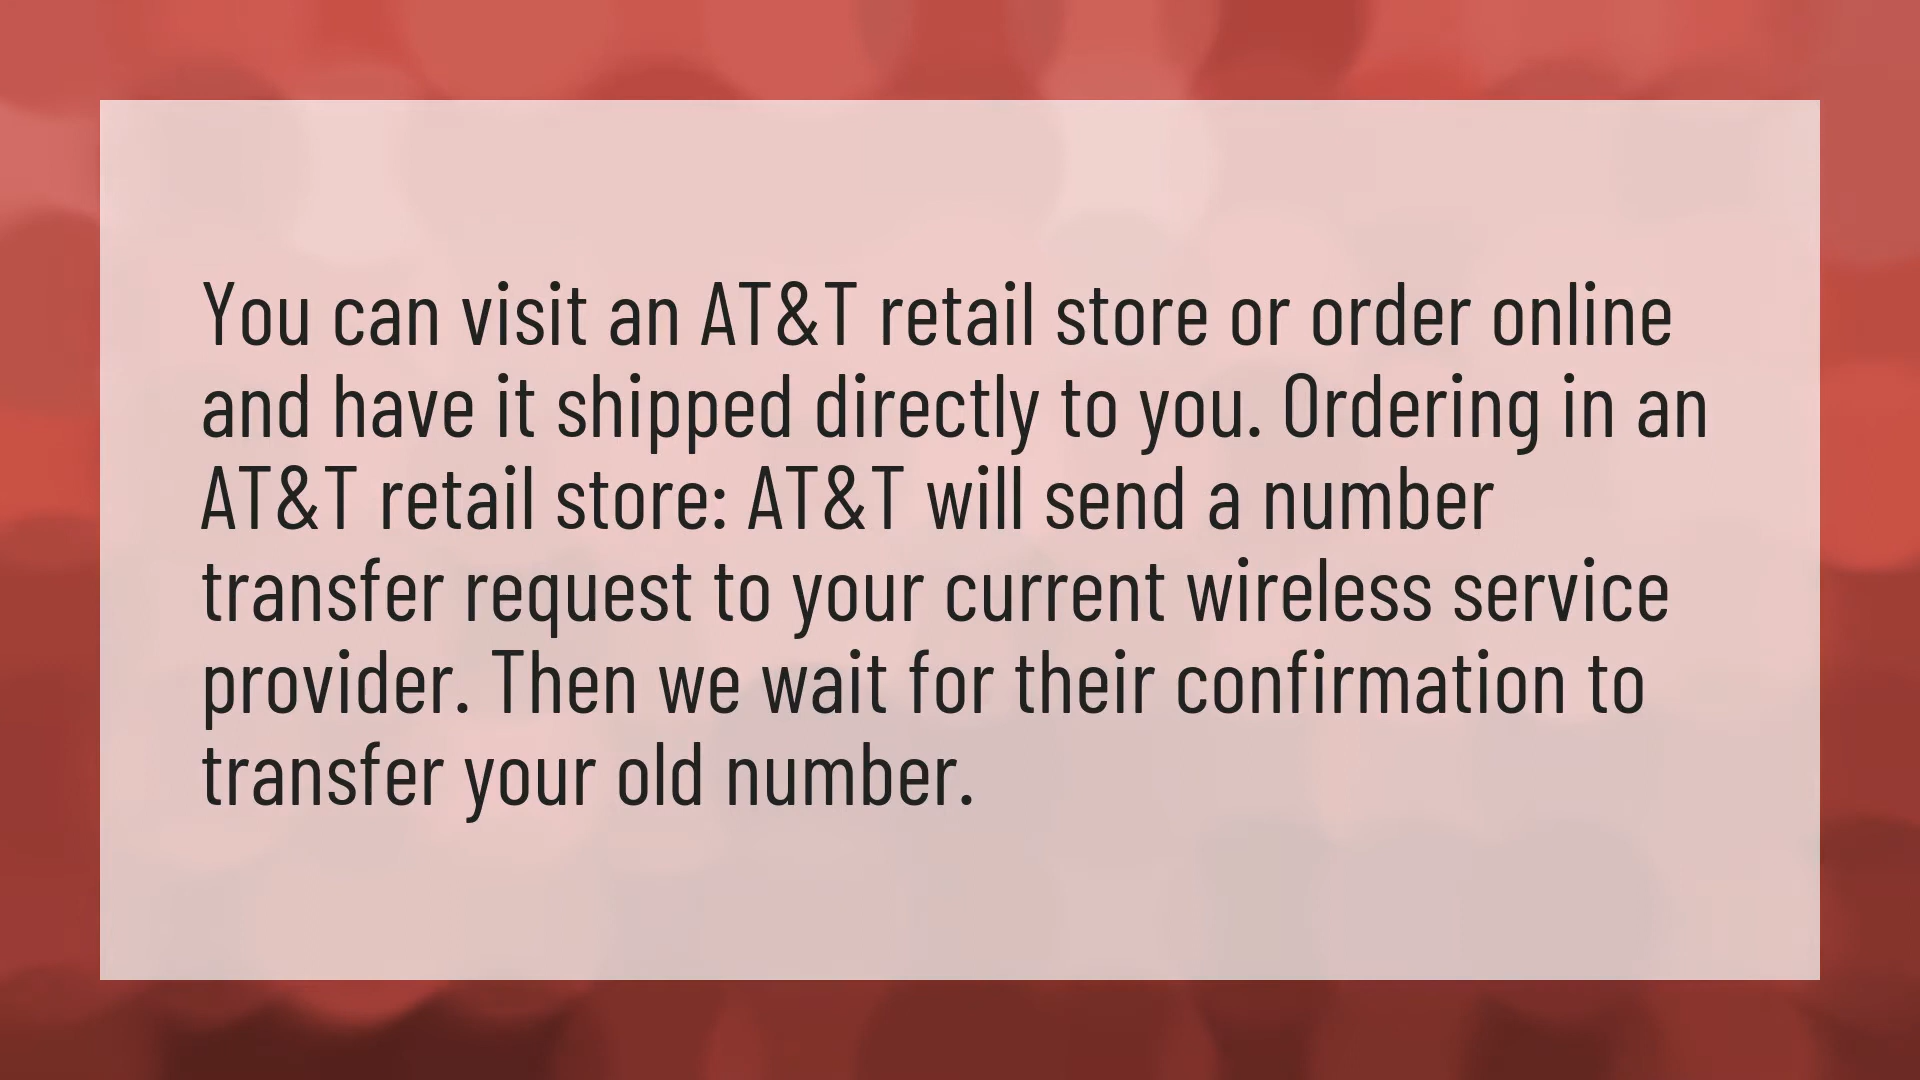 You can visit an AT&T retail store or order online
and have it shipped directly to you. Ordering in an
AT&T retail store: AT&T will send a number
transfer request to your current wireless service
provider. Then we wait for their confirmation to
transfer your old number.